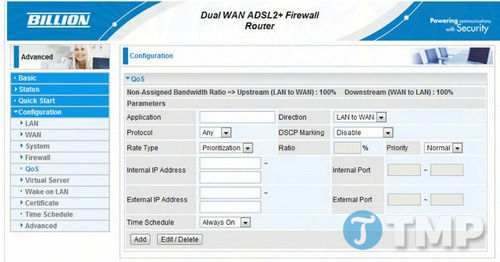 BILLION
Dual WAN ADSL2+ Firewall
Router
Powering communications
with Security
Advanced
Configuration
Basic
Status
Quick Start
Configuration
LAN
WAN
System
Firewall
QoS
Virtual Server
Wake on LAN
Certificate
Time Schedule
Advanced
QoS
Non-Assigned Bandwidth Ratio => Upstream (LAN to WAN) : 100% Downstream (WAN to LAN) : 100%
Parameters
Application Direction LAN to WAN
Protocol Any DSCP Marking Disable
Rate Type Prioritization Ratio % Priority Normal
Internal IP Address ~ Internal Port ~
External IP Address ~ External Port ~
Time Schedule Always On
Add Edit / Delete
TMP